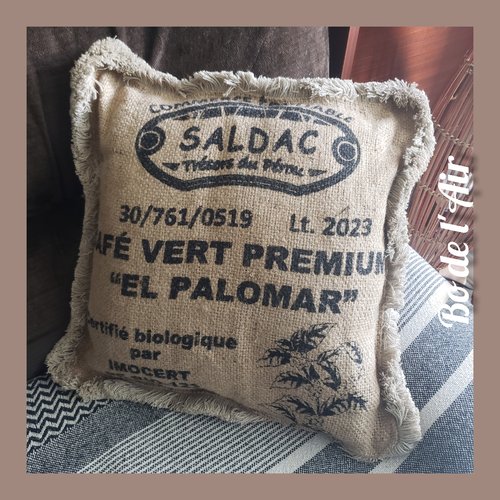 SALDAC
Trésors du Pérou
30/761/0519 Lt. 2023
AFÉ VERT PREMIUM
"EL PALOMAR"
ertifié biologique
par
IMOCERT
Bo de l'Air